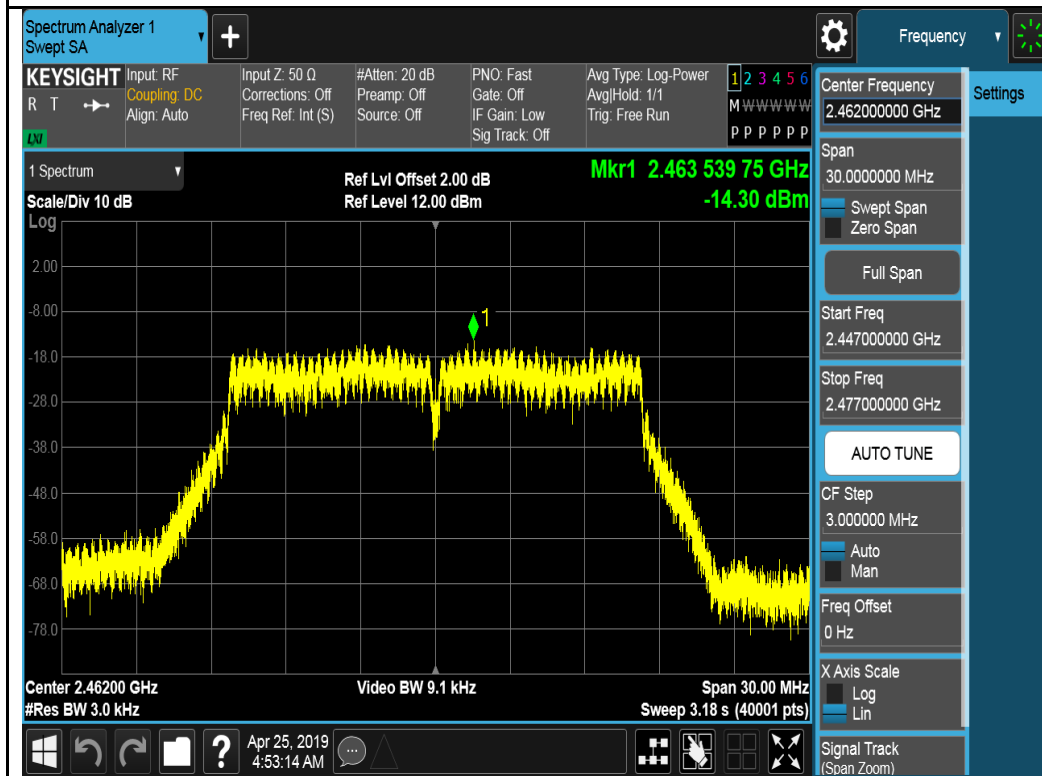 Spectrum Analyzer 1
Swept SA
+
Frequency
KEYSIGHT
R T
LXI
Input: RF
Coupling: DC
Align: Auto
Input Z: 50 Ω
Corrections: Off
Freq Ref: Int (S)
#Atten: 20 dB
Preamp: Off
Source: Off
PNO: Fast
Gate: Off
IF Gain: Low
Sig Track: Off
Avg Type: Log-Power
Avg|Hold: 1/1
Trig: Free Run
1 2 3 4 5 6
M W W W W W
P P P P P P
1 Spectrum
Scale/Div 10 dB
Log
Ref Lvl Offset 2.00 dB
Ref Level 12.00 dBm
Mkr1 2.463 539 75 GHz
-14.30 dBm
1
2.00
-8.00
-18.0
-28.0
-38.0
-48.0
-58.0
-68.0
-78.0
Center 2.46200 GHz
#Res BW 3.0 kHz
Video BW 9.1 kHz
Span 30.00 MHz
Sweep 3.18 s (40001 pts)
Center Frequency
2.462000000 GHz
Settings
Span
30.0000000 MHz
Swept Span
Zero Span
Full Span
Start Freq
2.447000000 GHz
Stop Freq
2.477000000 GHz
AUTO TUNE
CF Step
3.000000 MHz
Auto
Man
Freq Offset
0 Hz
X Axis Scale
Log
Lin
Signal Track
(Span Zoom)
?
Apr 25, 2019
4:53:14 AM